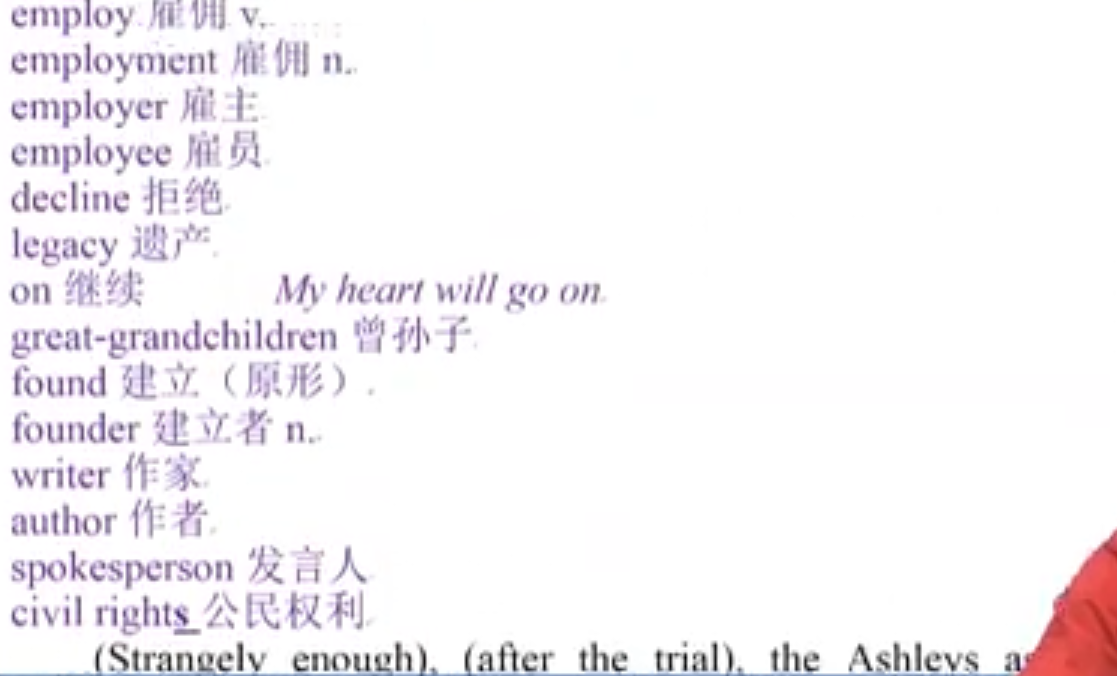 employ 雇佣 v.
employment 雇佣 n.
employer 雇主
employee 雇员
decline 拒绝
legacy 遗产
on 继续 My heart will go on
great-grandchildren 曾孙子
found 建立（原形）
founder 建立者 n.
writer 作家
author 作者
spokesperson 发言人
civil rights 公民权利
(Strangely enough), (after the trial), the Ashleys